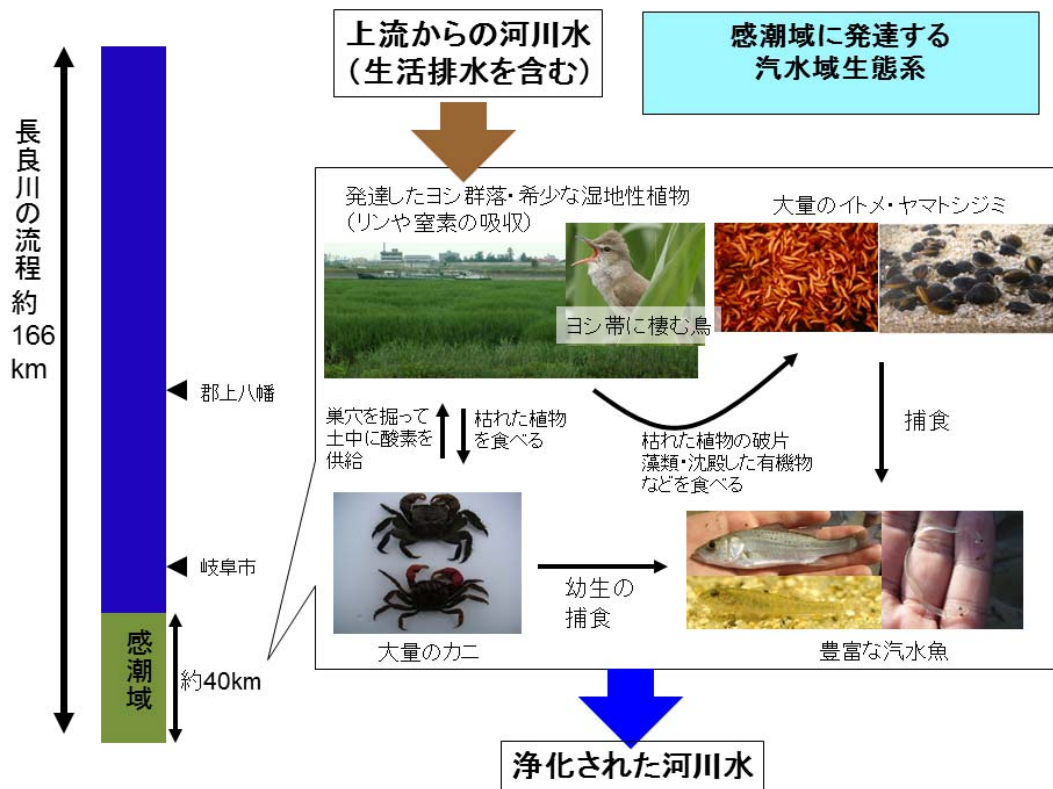 上流からの河川水
（生活排水を含む）
感潮域に発達する
汽水域生態系
長良川の流程 約
166
km
郡上八幡
岐阜市
感潮域
約40km
発達したヨシ群落・希少な湿地性植物
（リンや窒素の吸収）
ヨシ帯に棲む鳥
大量のイトメ・ヤマトシジミ
巣穴を掘って
土中に酸素を
供給
枯れた植物
を食べる
枯れた植物の破片
藻類・沈殿した有機物
などを食べる
捕食
幼生の
捕食
大量のカニ
豊富な汽水魚
浄化された河川水